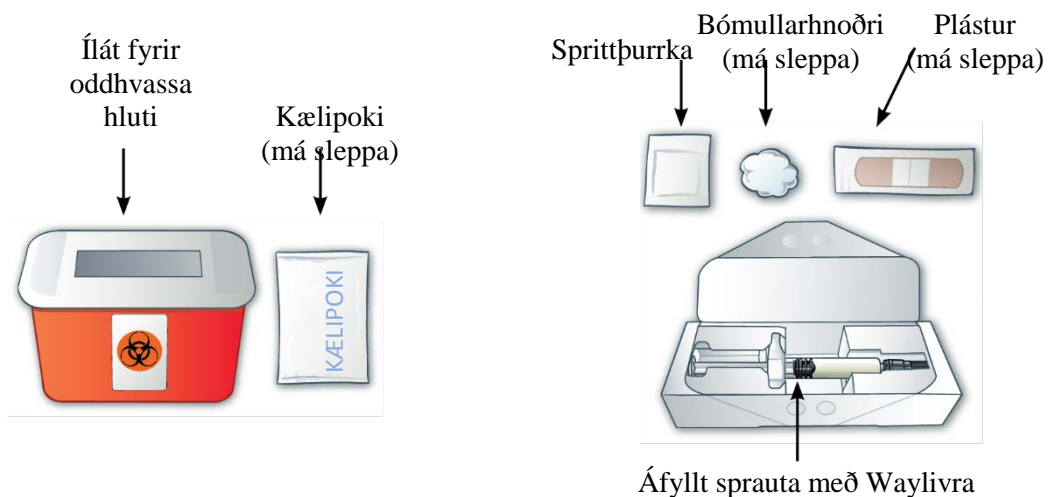 Ílát fyrir
oddhvassa
hluti
Kælipoki
(má sleppa)
KÆLIPOKI
Sprittþurrka
Bómullarhnoðri
(má sleppa)
Plástur
(má sleppa)
Áfyllt sprauta með Waylivra